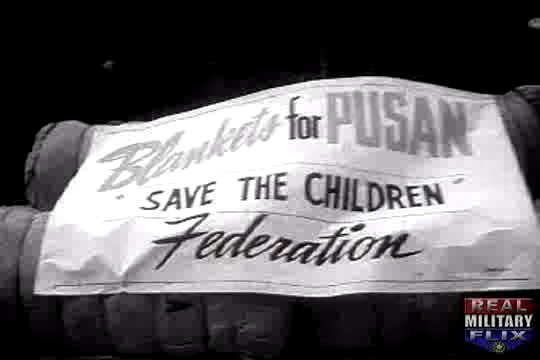 Blankets for PUSAN
"SAVE THE CHILDREN"
Federation
REAL
MILITARY
FLIX